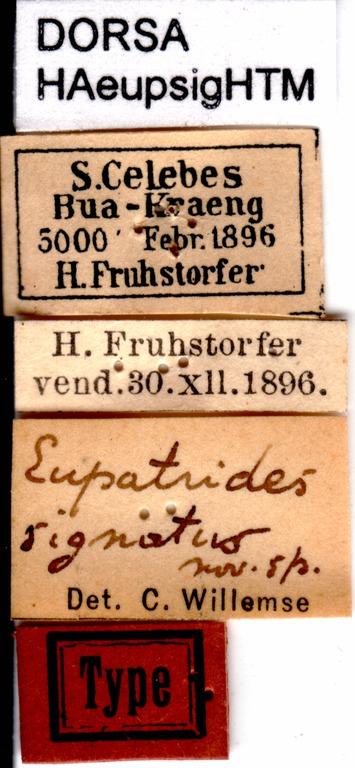 DORSA
HAeupsigHTM
S. Celebes
Bua-Kraeng
5000' Febr. 1896
H. Fruhstorfer
H. Fruhstorfer
vend. 30. XII. 1896.
Eupatrides
signatus
nov. sp.
Det. C. Willemse
Type